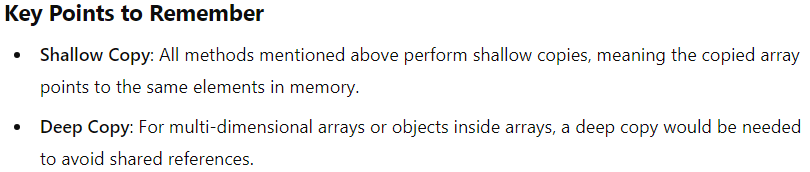 Key Points to Remember
• Shallow Copy: All methods mentioned above perform shallow copies, meaning the copied array
points to the same elements in memory.
• Deep Copy: For multi-dimensional arrays or objects inside arrays, a deep copy would be needed
to avoid shared references.